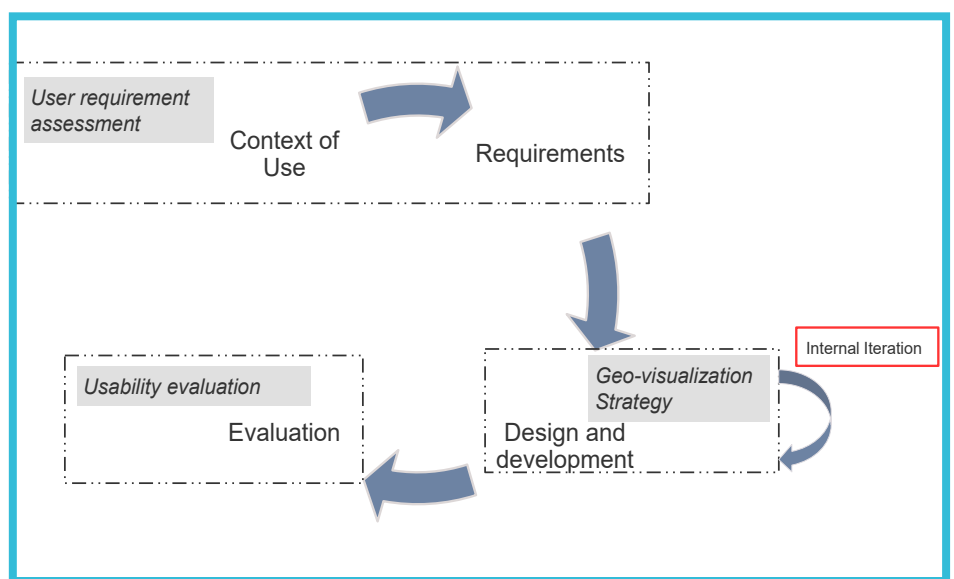 User requirement
assessment
Context of
Use
Requirements
Internal Iteration
Geo-visualization
Strategy
Design and
development
Usability evaluation
Evaluation